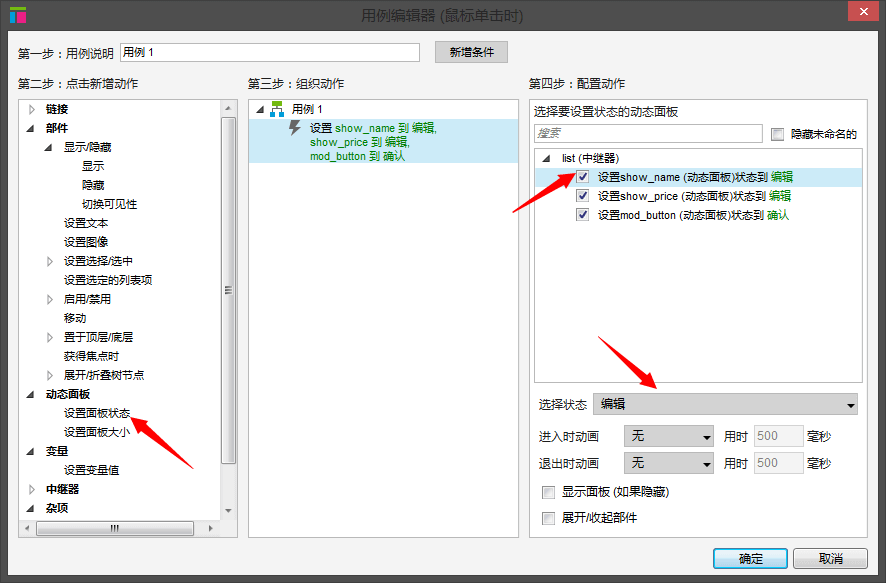 用例编辑器 (鼠标单击时)
第一步：用例说明
用例 1
新增条件
第二步：点击新增动作
链接
部件
显示/隐藏
显示
隐藏
切换可见性
设置文本
设置图像
设置选择/选中
设置选定的列表项
启用/禁用
移动
置于顶层/底层
获得焦点时
展开/折叠树节点
动态面板
设置面板状态
设置面板大小
变量
设置变量值
中继器
杂项
第三步：组织动作
用例 1
设置 show_name 到 编辑,
show_price 到 编辑,
mod_button 到 确认
第四步：配置动作
选择要设置状态的动态面板
搜索
隐藏未命名的
list (中继器)
设置show_name (动态面板)状态到 编辑
设置show_price (动态面板)状态到 编辑
设置mod_button (动态面板)状态到 确认
选择状态
编辑
进入时动画 无 用时 500 毫秒
退出时动画 无 用时 500 毫秒
显示面板 (如果隐藏)
展开/收起部件
确定
取消